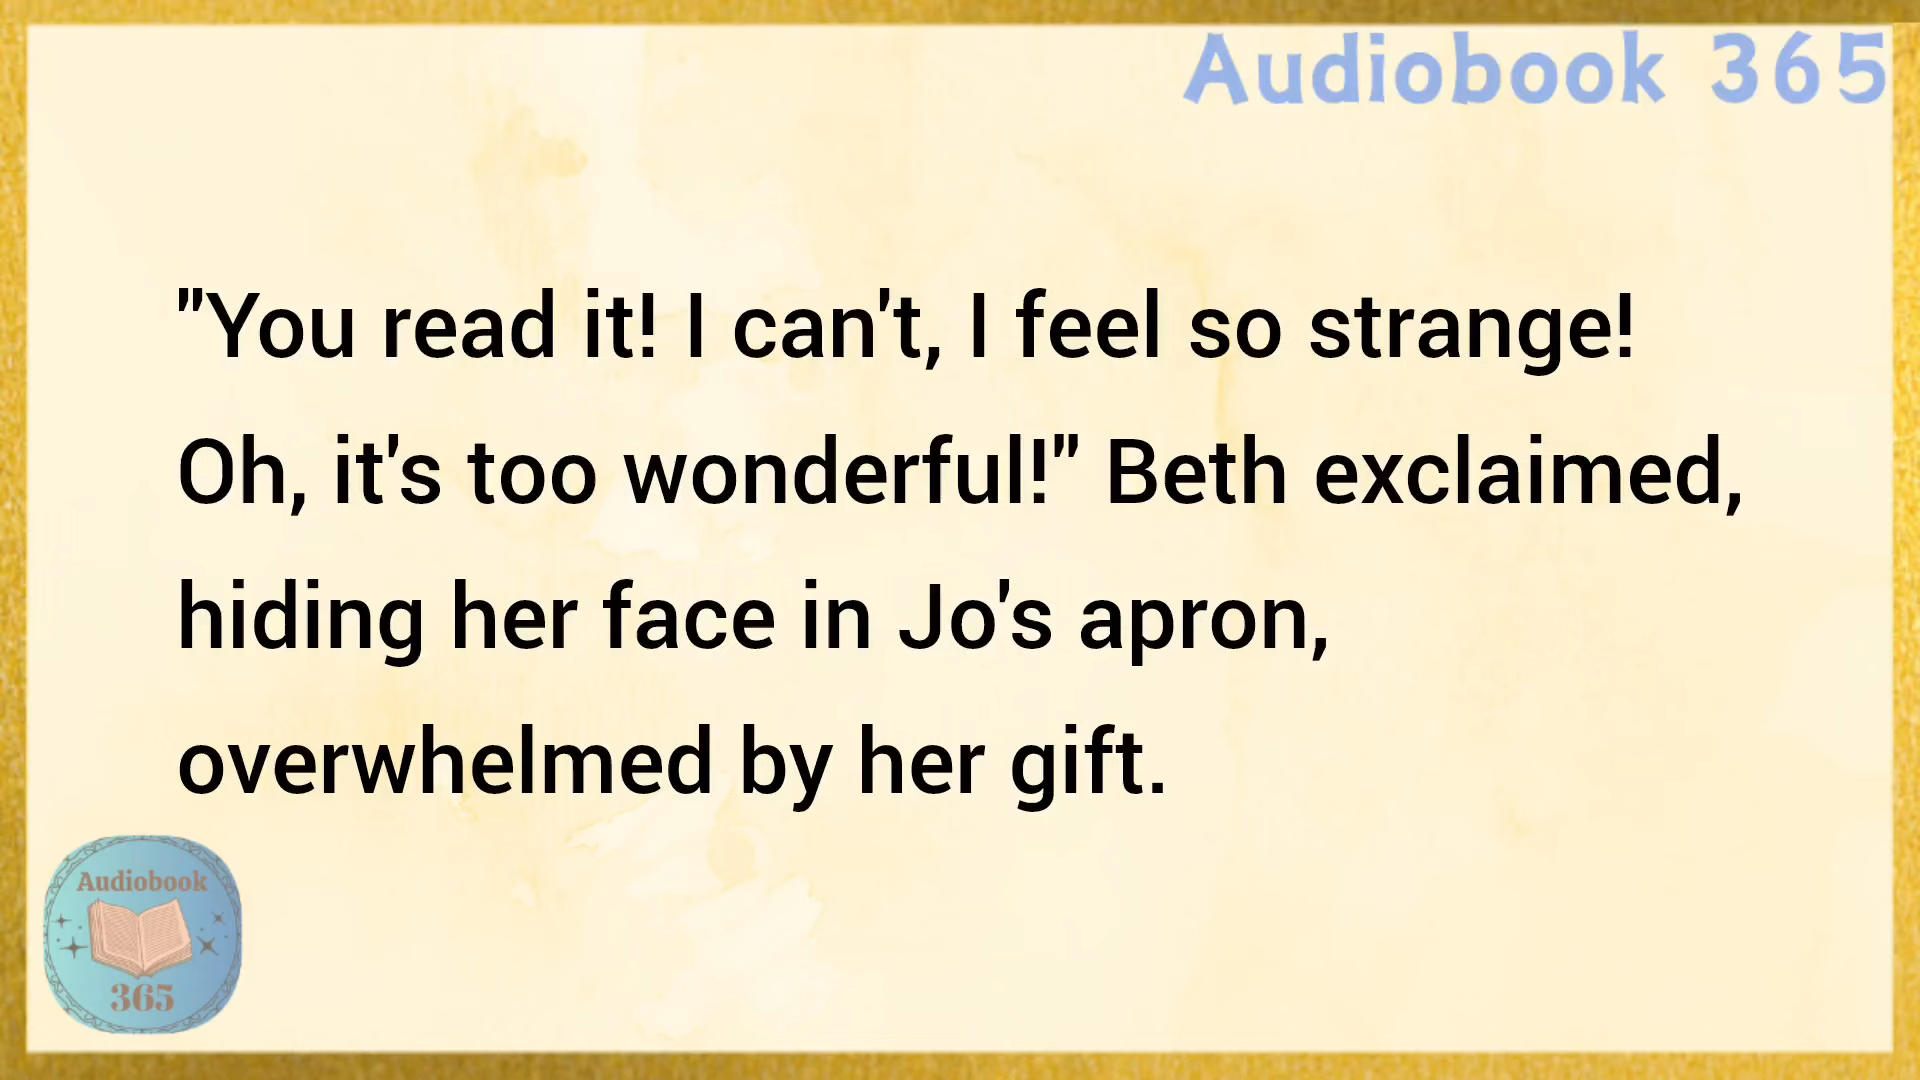 Audiobook 365
"You read it! I can't, I feel so strange!
Oh, it's too wonderful!" Beth exclaimed,
hiding her face in Jo's apron,
overwhelmed by her gift.
Audiobook
365